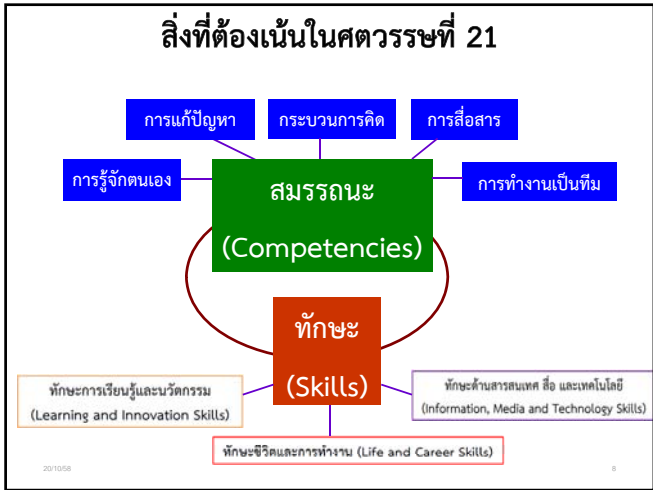 สิ่งที่ต้องเน้นในศตวรรษที่ 21
การแก้ปัญหา
กระบวนการคิด
การสื่อสาร
การรู้จักตนเอง
การทำงานเป็นทีม
สมรรถนะ
(Competencies)
ทักษะ
(Skills)
ทักษะการเรียนรู้และนวัตกรรม
(Learning and Innovation Skills)
ทักษะด้านสารสนเทศ สื่อ และเทคโนโลยี
(Information, Media and Technology Skills)
ทักษะชีวิตและการทำงาน (Life and Career Skills)
20/10/58
8